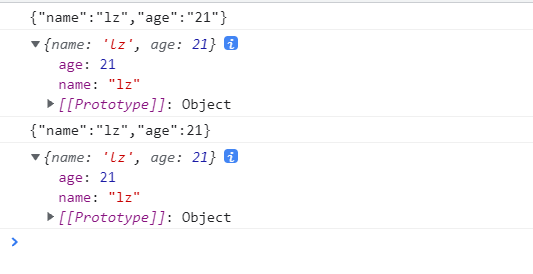 {"name":"lz","age":"21"}
▼{name: 'lz', age: 21} i
age: 21
name: "lz"
▶[[Prototype]]: Object
{"name":"lz","age":21}
▼{name: 'lz', age: 21} i
age: 21
name: "lz"
▶[[Prototype]]: Object
>